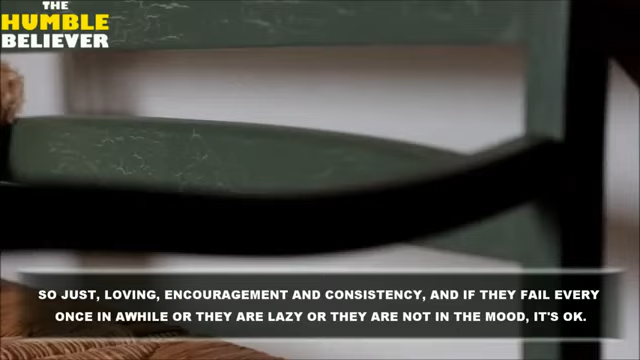 THE
HUMBLE
BELIEVER
SO JUST, LOVING, ENCOURAGEMENT AND CONSISTENCY, AND IF THEY FAIL EVERY
ONCE IN AWHILE OR THEY ARE LAZY OR THEY ARE NOT IN THE MOOD, IT'S OK.